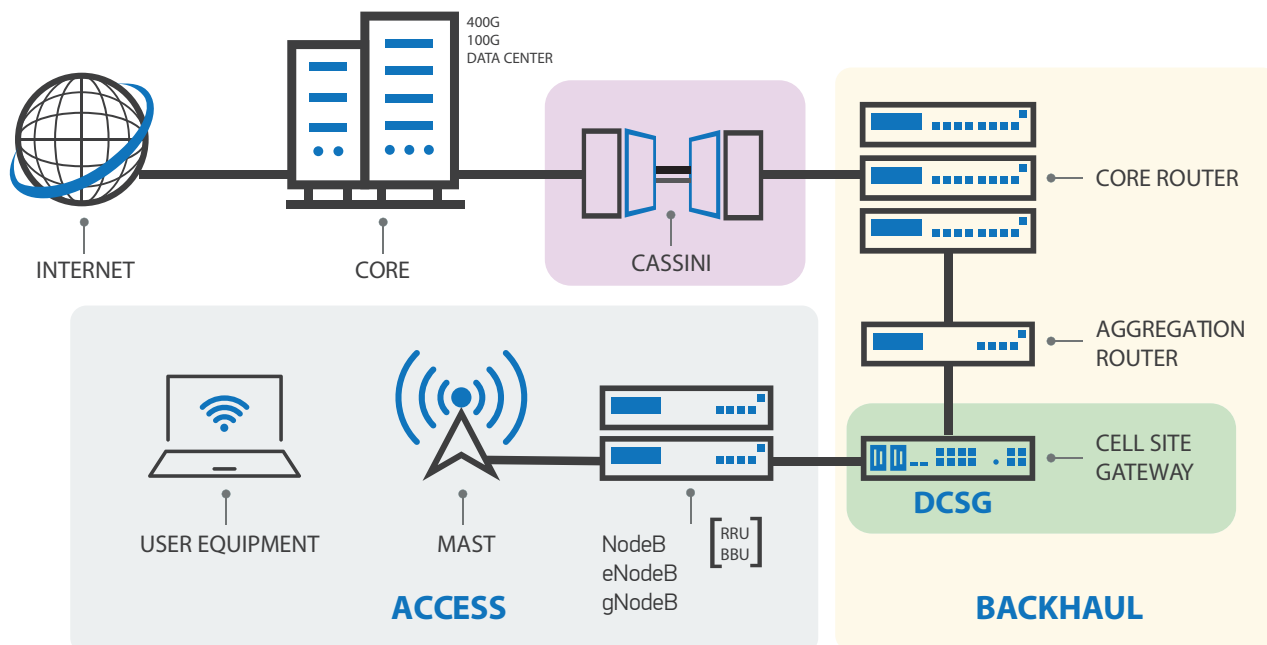 400G
100G
DATA CENTER
INTERNET
CORE
CASSINI
CORE ROUTER
AGGREGATION
ROUTER
CELL SITE
GATEWAY
DCSG
USER EQUIPMENT
MAST
NodeB
eNodeB
gNodeB
RRU
BBU
ACCESS
BACKHAUL